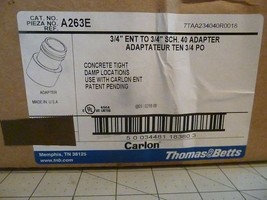 CAT. NO.
PIEZA NO
REF.
A263E
7TAA234040R0018
3/4" ENT TO 3/4" SCH. 40 ADAPTER
ADAPTATEUR TEN 3/4 PO
CONCRETE TIGHT
DAMP LOCATIONS
USE WITH CARLON ENT
PATENT PENDING
ADAPTER
MADE IN U.S.A
UL
Carlon
Memphis, TN 38125
www.tnb.com
Thomas&Betts